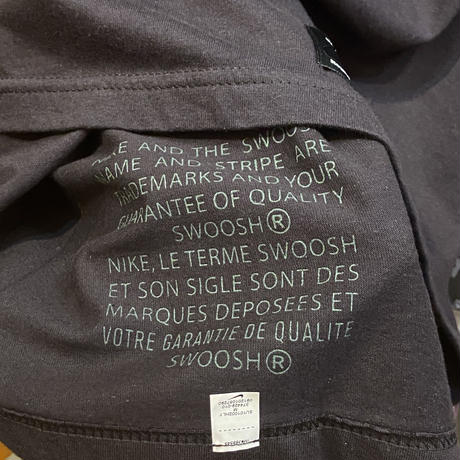 AND THE SWOOSH
NAME AND STRIPE ARE
TRADEMARKS AND YOUR
GUARANTEE OF QUALITY
SWOOSH®
NIKE, LE TERME SWOOSH
ET SON SIGLE SONT DES
MARQUES DEPOSEES ET
VOTRE GARANTIE DE QUALITE
SWOOSH®